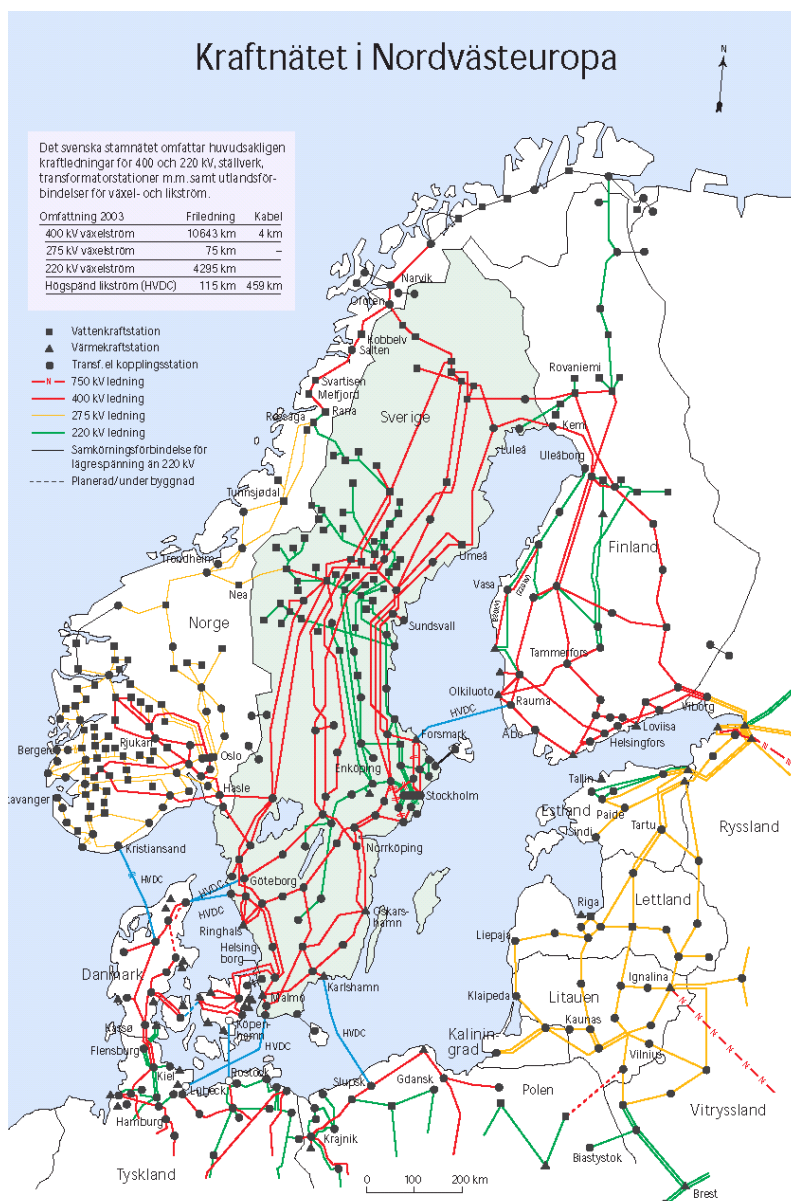 Kraftnätet i Nordvästeuropa
N
Det svenska stamnätet omfattar huvudsakligen
kraftledningar för 400 och 220 kV, ställverk,
transformatorstationer m.m. samt utlandsför-
bindelser för växel- och likström.
Omfattning 2003 Friledning Kabel
400 kV växelström 10643 km 4 km
275 kV växelström 75 km –
220 kV växelström 4295 km
Högspänd likström (HVDC) 115 km 459 km
Vattenkraftstation
Värmekraftstation
Transf. el kopplingsstation
N 750 kV ledning
400 kV ledning
275 kV ledning
220 kV ledning
Samkörningsförbindelse för
lägre spänning än 220 kV
Planerad/under byggnad
Narvik
Ofoten
Kobbelv
Salten
Svartisen
Melfjord
Rana
Røssåga
Sverige
Rovaniemi
Kemi
Luleå
Uleåborg
Tunnsjødal
Finland
Trondheim
Umeå
Nea
Vasa
(220kV)
(220 kV)
Norge
Sundsvall
Tammerfors
Olkiluoto
Rauma
HVDC
Viborg
Forsmark
Åbo
Loviisa
Helsingfors
Bergen
Rjukan
Oslo
Enköping
Hasle
Stockholm
N
N
Tallin
Estland
Paide
Sindi
Tartu
Ryssland
tavanger
Kristiansand
Norrköping
HVDC
HVDC
Göteborg
HVDC
Riga
Lettland
Ringhals
Oskars-
hamn
Helsing
borg
Liepaja
Danmark
Karlshamn
Ignalina
Malmö
Klaipeda
Litauen
Kaunas
N
N
N
N
N
Köpen-
hamn
HVDC
HVDC
Kassø
Flensburg
Kalinin-
grad
Vilnius
Kiel
Rostock
Lübeck
Slupsk
Gdansk
Polen
Vitryssland
Hamburg
Krajnik
Biastystok
Tyskland
0 100 200 km
Brest